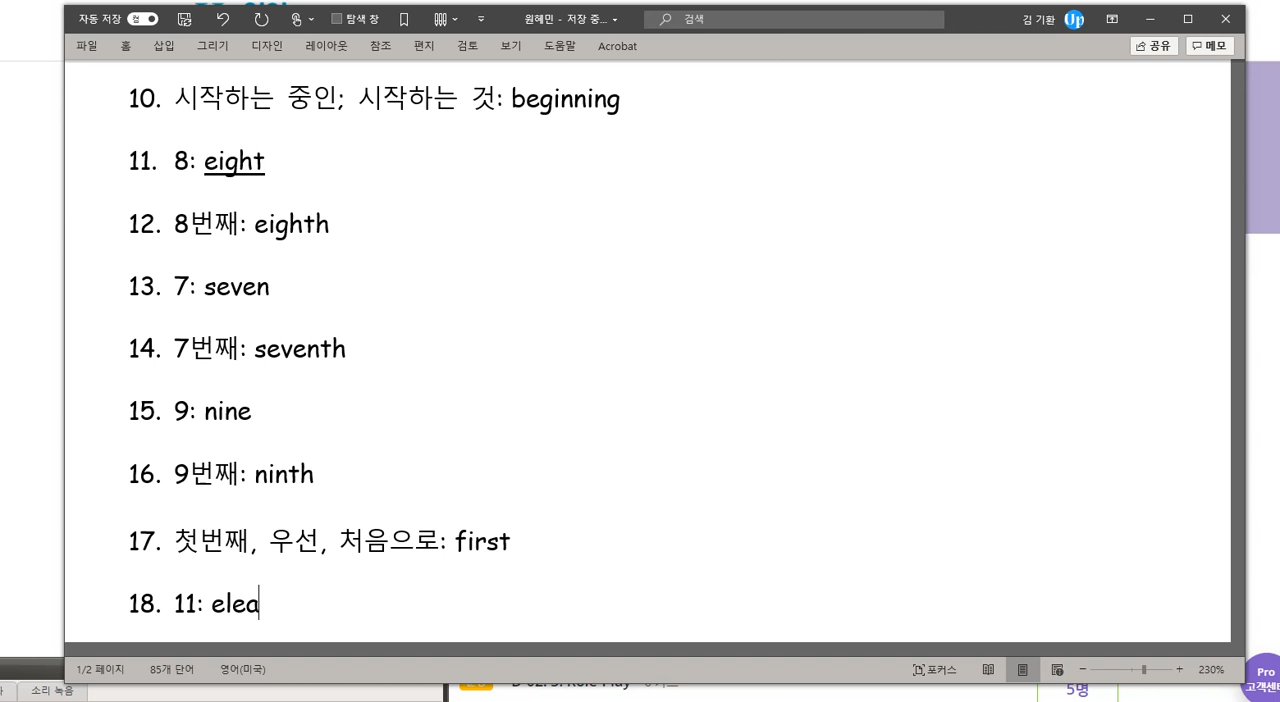 자동 저장 컴 탐색 창 원혜민 - 저장 중... 검색 김 기환 Up
파일 홈 삽입 그리기 디자인 레이아웃 참조 편지 검토 보기 도움말 Acrobat 공유 메모
10. 시작하는 중인; 시작하는 것: beginning
11. 8: eight
12. 8번째: eighth
13. 7: seven
14. 7번째: seventh
15. 9: nine
16. 9번째: ninth
17. 첫번째, 우선, 처음으로: first
18. 11: elea
1/2 페이지 85개 단어 영어(미국) 포커스 230%
소리 녹음 5명
Pro
고객센터